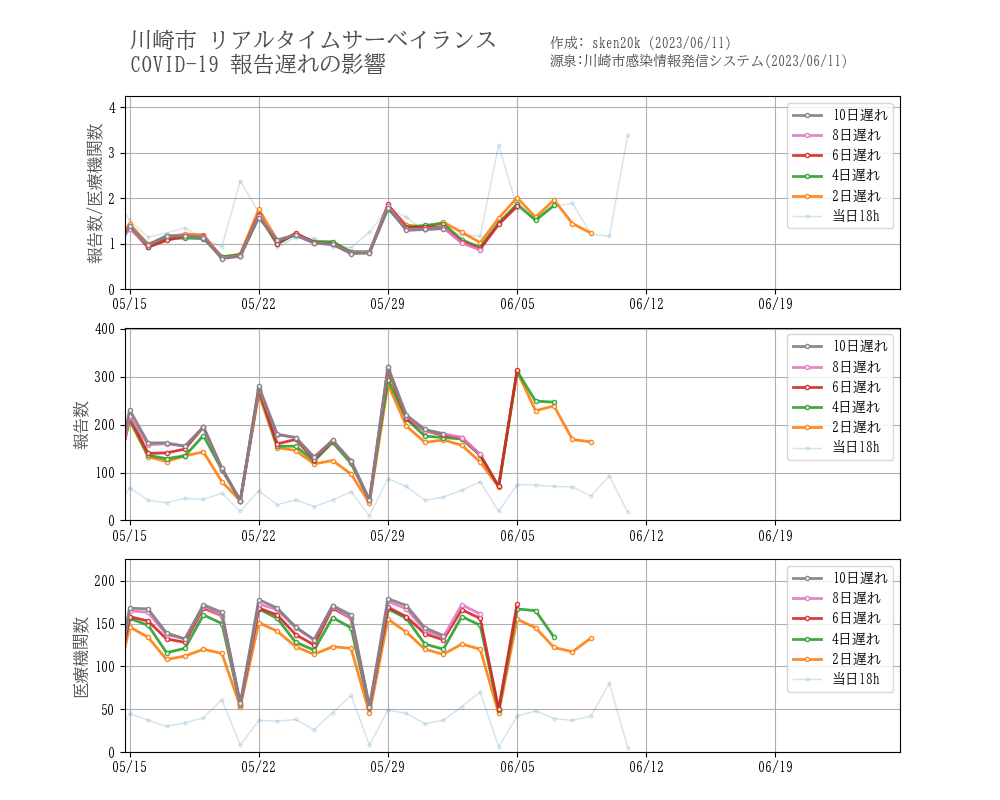 川崎市 リアルタイムサーベイランス
COVID-19 報告遅れの影響
作成: sken20k (2023/06/11)
源泉:川崎市感染情報発信システム(2023/06/11)
報告数/医療機関数
4
3
2
1
0
10日遅れ
8日遅れ
6日遅れ
4日遅れ
2日遅れ
当日18h
05/15 05/22 05/29 06/05 06/12 06/19
報告数
400
300
200
100
0
10日遅れ
8日遅れ
6日遅れ
4日遅れ
2日遅れ
当日18h
05/15 05/22 05/29 06/05 06/12 06/19
医療機関数
200
150
100
50
0
10日遅れ
8日遅れ
6日遅れ
4日遅れ
2日遅れ
当日18h
05/15 05/22 05/29 06/05 06/12 06/19